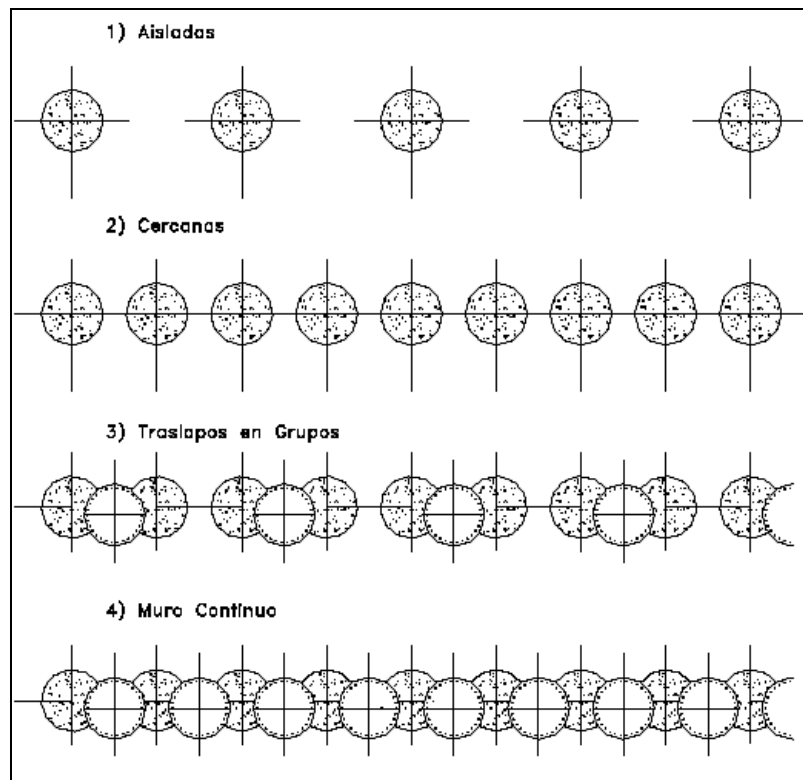 1) Aisladas
2) Cercanas
3) Traslapos en Grupos
4) Muro Continuo